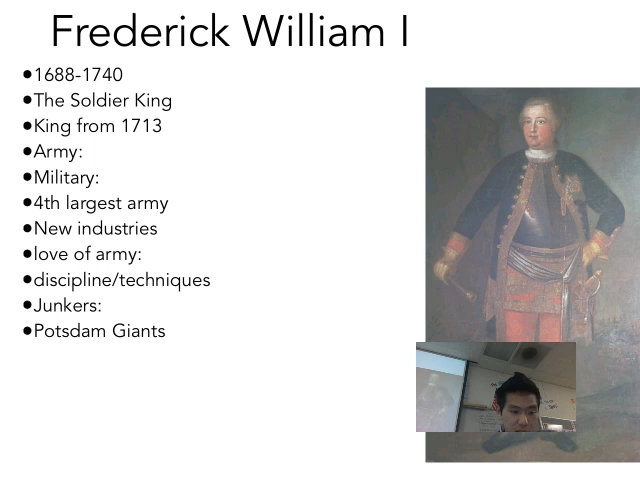 Frederick William I
•1688-1740
•The Soldier King
•King from 1713
•Army:
•Military:
•4th largest army
•New industries
•love of army:
•discipline/techniques
•Junkers:
•Potsdam Giants